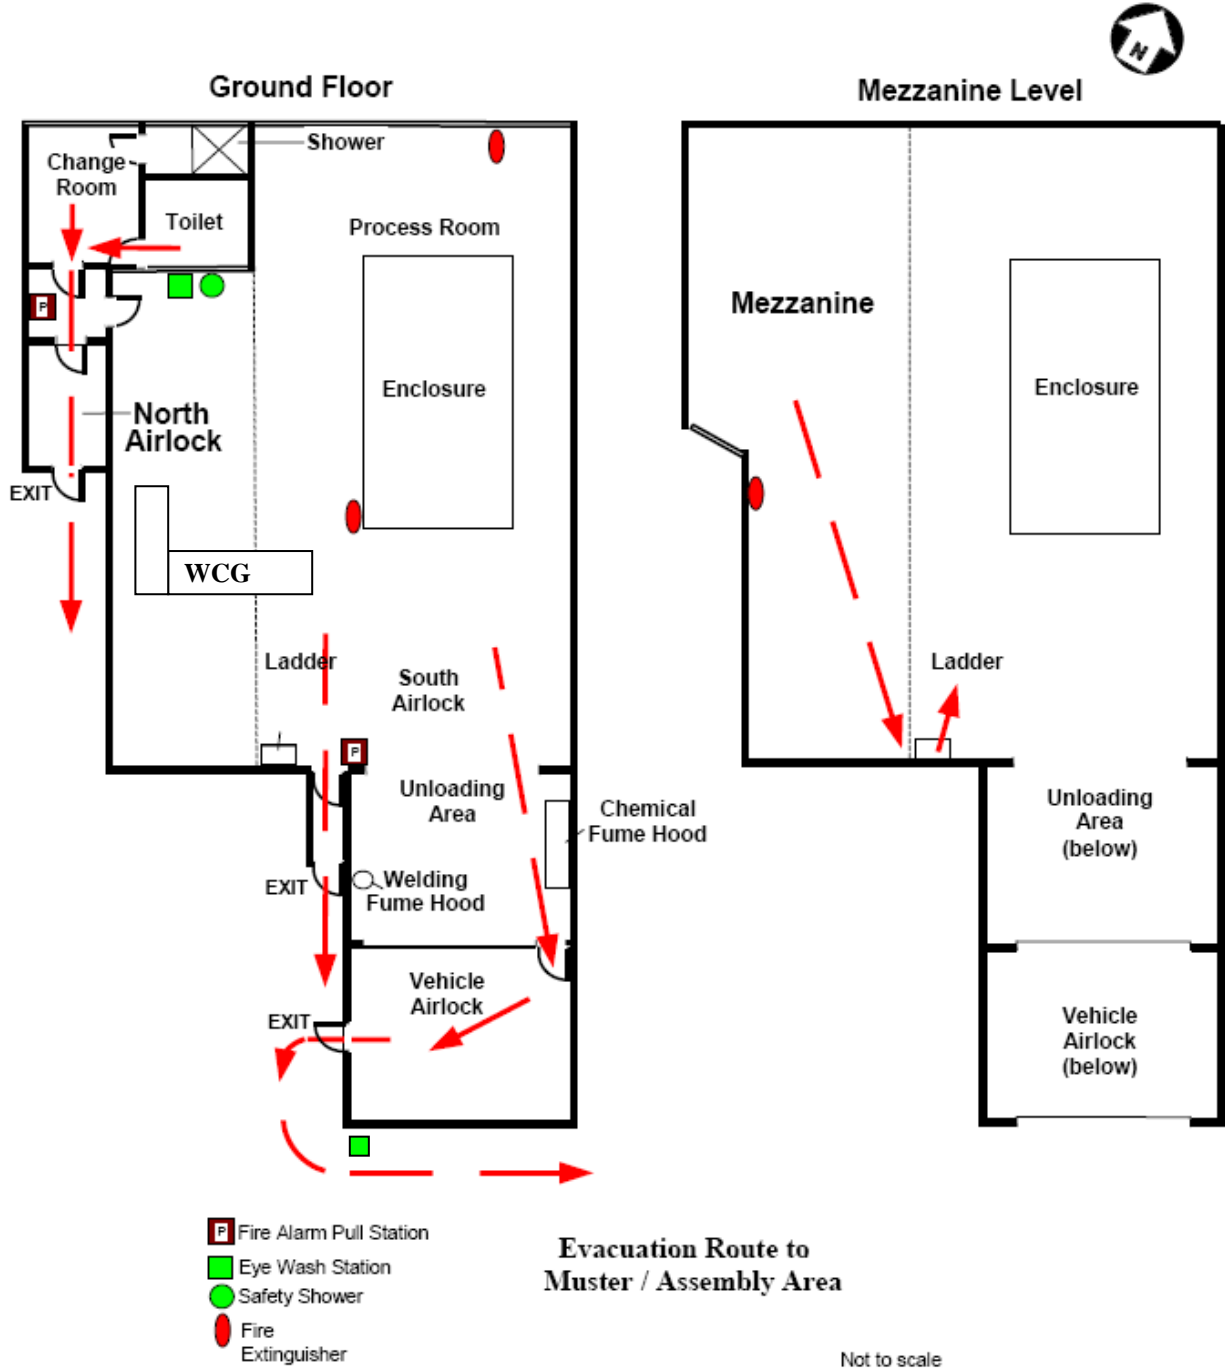 N
Ground Floor
Mezzanine Level
Shower
Change
Room
Toilet
Process Room
P
Mezzanine
Enclosure
Enclosure
North
Airlock
EXIT
WCG
Ladder
South
Airlock
Ladder
P
Unloading
Area
Chemical
Fume Hood
Unloading
Area
(below)
EXIT
Welding
Fume Hood
Vehicle
Airlock
EXIT
Vehicle
Airlock
(below)
P Fire Alarm Pull Station
Eye Wash Station
Safety Shower
Fire
Extinguisher
Evacuation Route to
Muster / Assembly Area
Not to scale